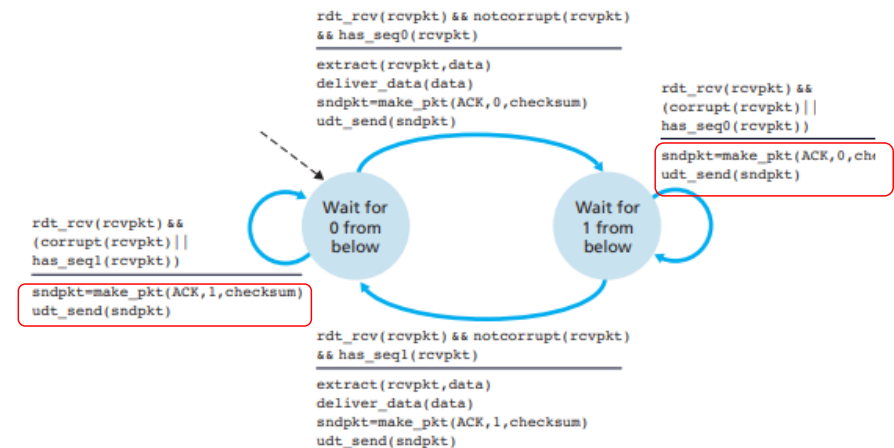 rdt_rcv(rcvpkt) && notcorrupt(rcvpkt)
&& has_seq0(rcvpkt)
extract(rcvpkt,data)
deliver_data(data)
sndpkt=make_pkt(ACK,0,checksum)
udt_send(sndpkt)
rdt_rcv(rcvpkt) &&
(corrupt(rcvpkt)||
has_seq0(rcvpkt))
sndpkt=make_pkt(ACK,0,che
udt_send(sndpkt)
Wait for
0 from
below
Wait for
1 from
below
rdt_rcv(rcvpkt) &&
(corrupt(rcvpkt)||
has_seq1(rcvpkt))
sndpkt=make_pkt(ACK,1,checksum)
udt_send(sndpkt)
rdt_rcv(rcvpkt) && notcorrupt(rcvpkt)
&& has_seq1(rcvpkt)
extract(rcvpkt,data)
deliver_data(data)
sndpkt=make_pkt(ACK,1,checksum)
udt_send(sndpkt)